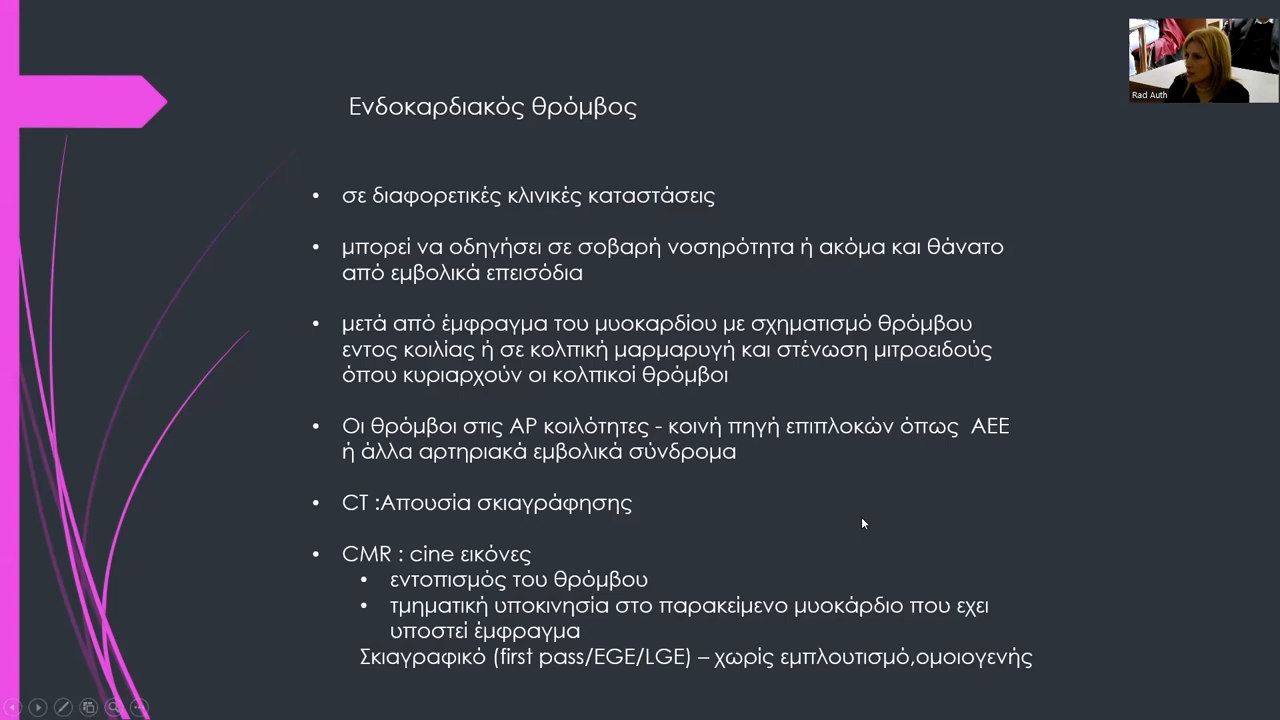 Rad Auth
Ενδοκαρδιακός θρόμβος
• σε διαφορετικές κλινικές καταστάσεις
• μπορεί να οδηγήσει σε σοβαρή νοσηρότητα ή ακόμα και θάνατο
από εμβολικά επεισόδια
• μετά από έμφραγμα του μυοκαρδίου με σχηματισμό θρόμβου
εντος κοιλίας ή σε κολπική μαρμαρυγή και στένωση μιτροειδούς
όπου κυριαρχούν οι κολπικοί θρόμβοι
• Οι θρόμβοι στις ΑΡ κοιλότητες - κοινή πηγή επιπλοκών όπως ΑΕΕ
ή άλλα αρτηριακά εμβολικά σύνδρομα
• CT :Απουσία σκιαγράφησης
• CMR : cine εικόνες
• εντοπισμός του θρόμβου
• τμηματική υποκινησία στο παρακείμενο μυοκάρδιο που εχει
υποστεί έμφραγμα
Σκιαγραφικό (first pass/EGE/LGE) – χωρίς εμπλουτισμό,ομοιογενής